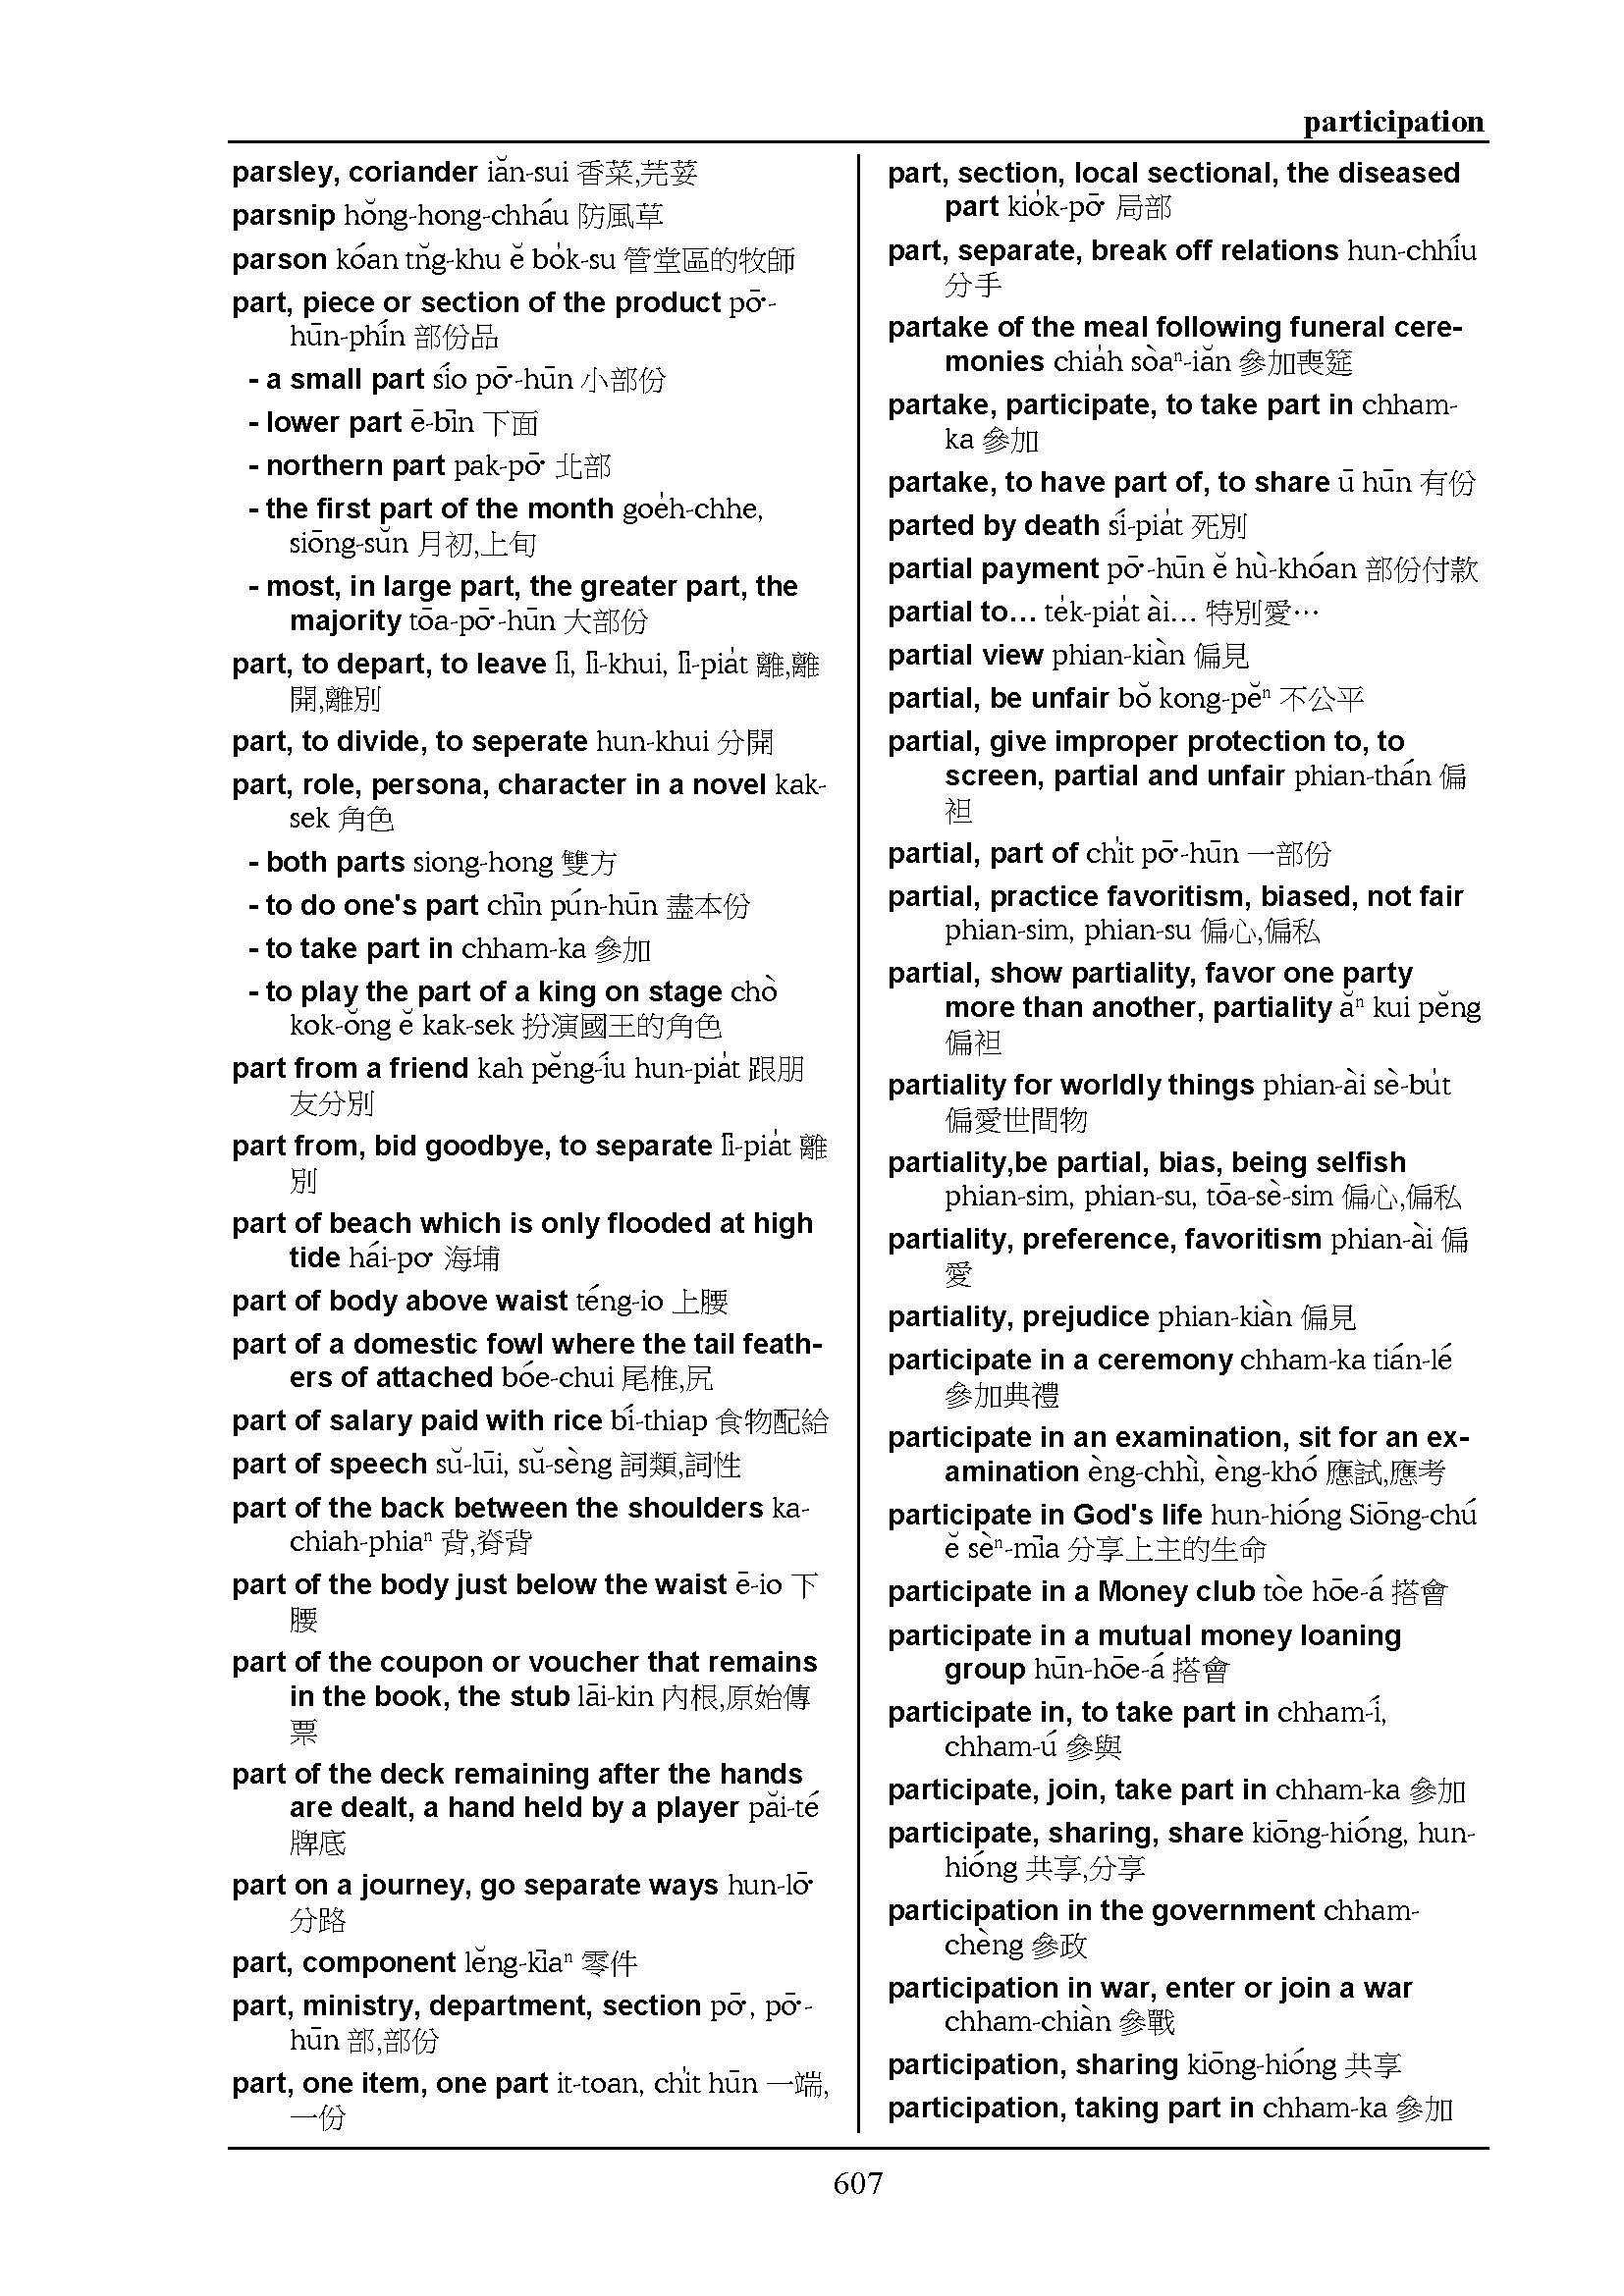 participation
parsley, coriander iăn-sui 香菜,芫荽
parsnip hŏng-hong-chháu 防風草
parson kóan tn̆g-khu ĕ bo̍k-su 管堂區的牧師
part, piece or section of the product pō͘-
hūn-phín 部份品
- a small part sío pō͘-hūn 小部份
- lower part ē-bīn 下面
- northern part pak-pō͘ 北部
- the first part of the month goe̍h-chhe,
siōng-sŭn 月初,上旬
- most, in large part, the greater part, the
majority tōa-pō͘-hūn 大部份
part, to depart, to leave lī, lī-khui, lī-pia̍t 離,離
開,離別
part, to divide, to seperate hun-khui 分開
part, role, persona, character in a novel kak-
sek 角色
- both parts siong-hong 雙方
- to do one's part chīn pún-hūn 盡本份
- to take part in chham-ka 參加
- to play the part of a king on stage chò
kok-ŏng ĕ kak-sek 扮演國王的角色
part from a friend kah pĕng-íu hun-pia̍t 跟朋
友分別
part from, bid goodbye, to separate lī-pia̍t 離
別
part of beach which is only flooded at high
tide hái-po͘ 海埔
part of body above waist téng-io 上腰
part of a domestic fowl where the tail feath-
ers of attached bóe-chui 尾椎,尻
part of salary paid with rice bí-thiap 食物配給
part of speech sŭ-lūi, sŭ-sèng 詞類,詞性
part of the back between the shoulders ka-
chiah-phiaⁿ 背,脊背
part of the body just below the waist ē-io 下
腰
part of the coupon or voucher that remains
in the book, the stub lāi-kin 內根,原始傳
票
part of the deck remaining after the hands
are dealt, a hand held by a player păi-té
牌底
part on a journey, go separate ways hun-lō͘
分路
part, component lĕng-kīaⁿ 零件
part, ministry, department, section pō͘, pō͘-
hūn 部,部份
part, one item, one part it-toan, chi̍t hūn 一端,
一份
part, section, local sectional, the diseased
part kio̍k-pō͘ 局部
part, separate, break off relations hun-chhíu
分手
partake of the meal following funeral cere-
monies chia̍h sòaⁿ-iăn 參加喪筵
partake, participate, to take part in chham-
ka 參加
partake, to have part of, to share ū hūn 有份
parted by death sí-pia̍t 死別
partial payment pō͘-hūn ĕ hù-khóan 部份付款
partial to... te̍k-pia̍t ài... 特別愛…
partial view phian-kiàn 偏見
partial, be unfair bŏ kong-pĕⁿ 不公平
partial, give improper protection to, to
screen, partial and unfair phian-thán 偏
袒
partial, part of chi̍t pō͘-hūn 一部份
partial, practice favoritism, biased, not fair
phian-sim, phian-su 偏心,偏私
partial, show partiality, favor one party
more than another, partiality ăⁿ kui pĕng
偏袒
partiality for worldly things phian-ài sè-bu̍t
偏愛世間物
partiality,be partial, bias, being selfish
phian-sim, phian-su, tōa-sè-sim 偏心,偏私
partiality, preference, favoritism phian-ài 偏
愛
partiality, prejudice phian-kiàn 偏見
participate in a ceremony chham-ka tián-lé
參加典禮
participate in an examination, sit for an ex-
amination èng-chhì, èng-khó 應試,應考
participate in God's life hun-hióng Siōng-chú
ĕ sèⁿ-mīa 分享上主的生命
participate in a Money club tòe hōe-á 搭會
participate in a mutual money loaning
group hūn-hōe-á 搭會
participate in, to take part in chham-í,
chham-ú 參與
participate, join, take part in chham-ka 參加
participate, sharing, share kiōng-hióng, hun-
hióng 共享,分享
participation in the government chham-
chèng 參政
participation in war, enter or join a war
chham-chiàn 參戰
participation, sharing kiōng-hióng 共享
participation, taking part in chham-ka 參加
607